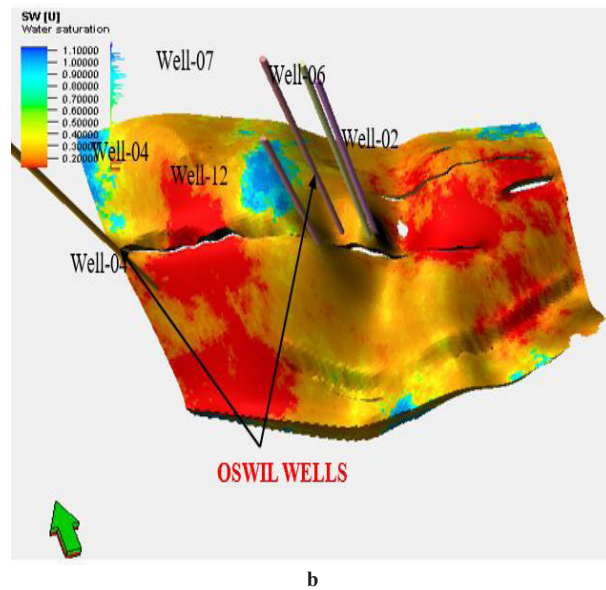 SW [U]
Water saturation
1.10000
1.00000
0.90000
0.80000
0.70000
0.60000
0.50000
0.40000
0.30000
0.20000
Well-07
Well-06
Well-02
Well-04
Well-12
Well-04
OSWIL WELLS
b